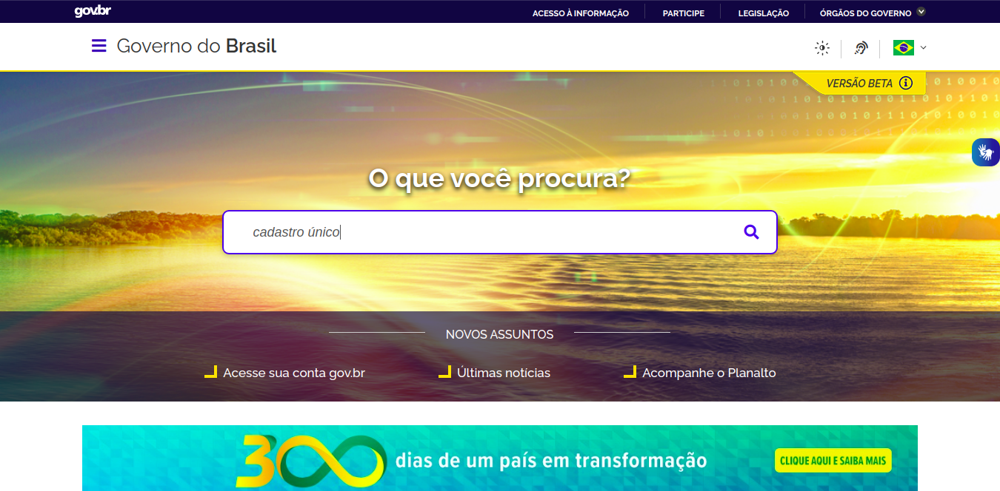 gov.br
ACESSO À INFORMAÇÃO PARTICIPE LEGISLAÇÃO ÓRGÃOS DO GOVERNO
Governo do Brasil
VERSÃO BETA
O que você procura?
cadastro único
NOVOS ASSUNTOS
Acesse sua conta gov.br Últimas notícias Acompanhe o Planalto
300 dias de um país em transformação CLIQUE AQUI E SAIBA MAIS